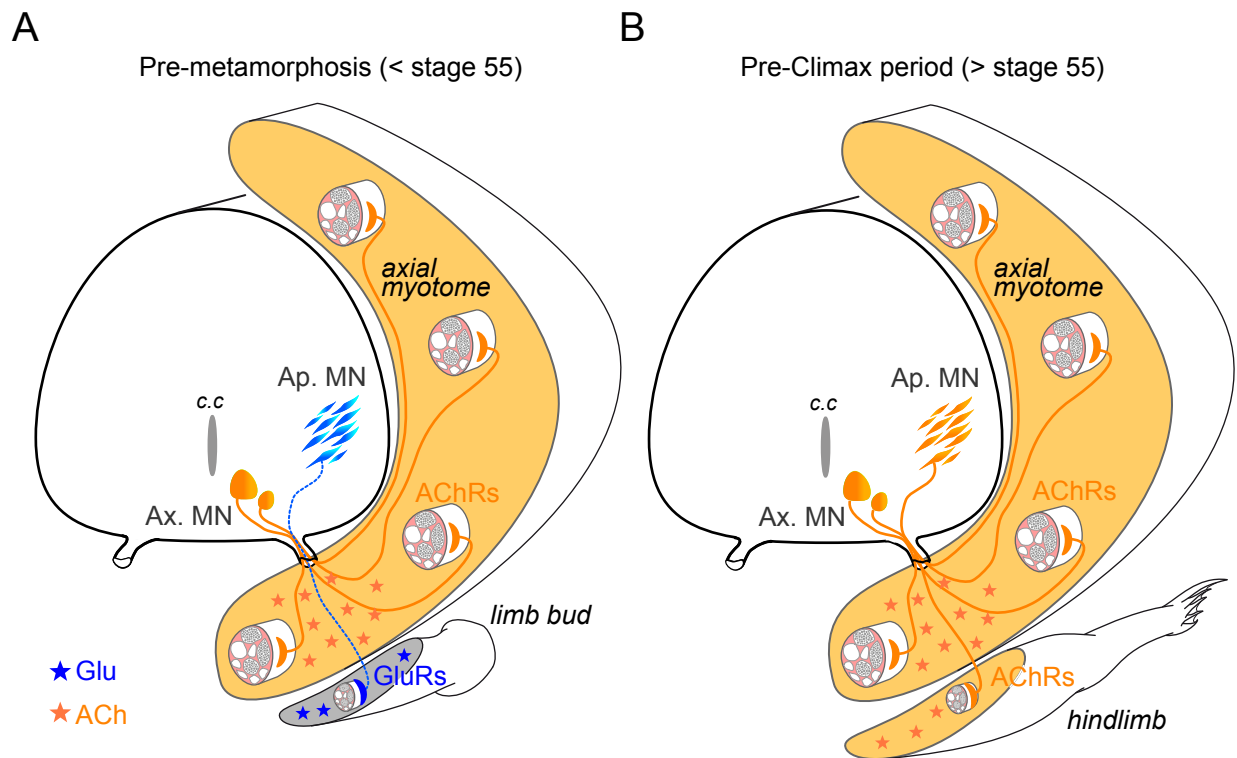 A
Pre-metamorphosis (< stage 55)
axial
myotome
Ap. MN
c.c
AChRs
Ax. MN
limb bud
GluRs
Glu
ACh
B
Pre-Climax period (> stage 55)
axial
myotome
Ap. MN
c.c
AChRs
Ax. MN
AChRs
hindlimb